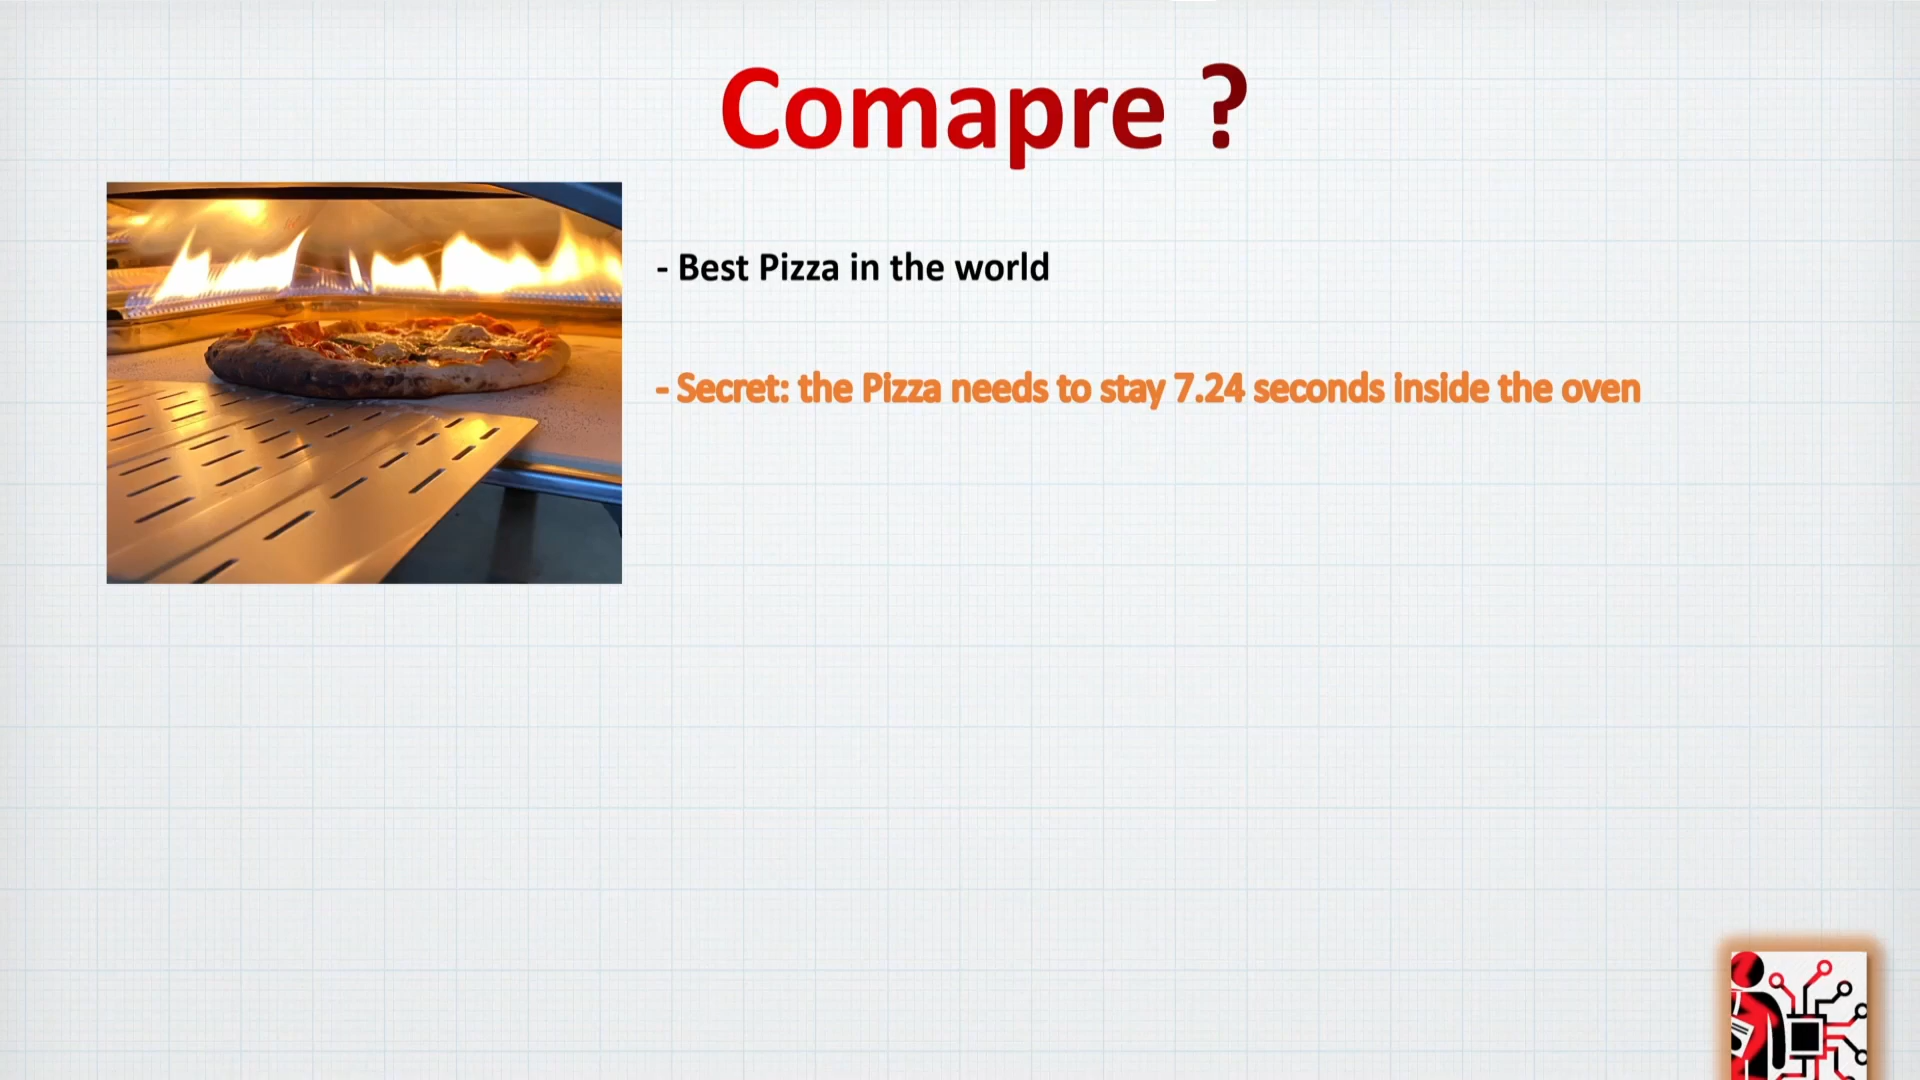 Comapre ?
- Best Pizza in the world
- Secret: the Pizza needs to stay 7.24 seconds inside the oven